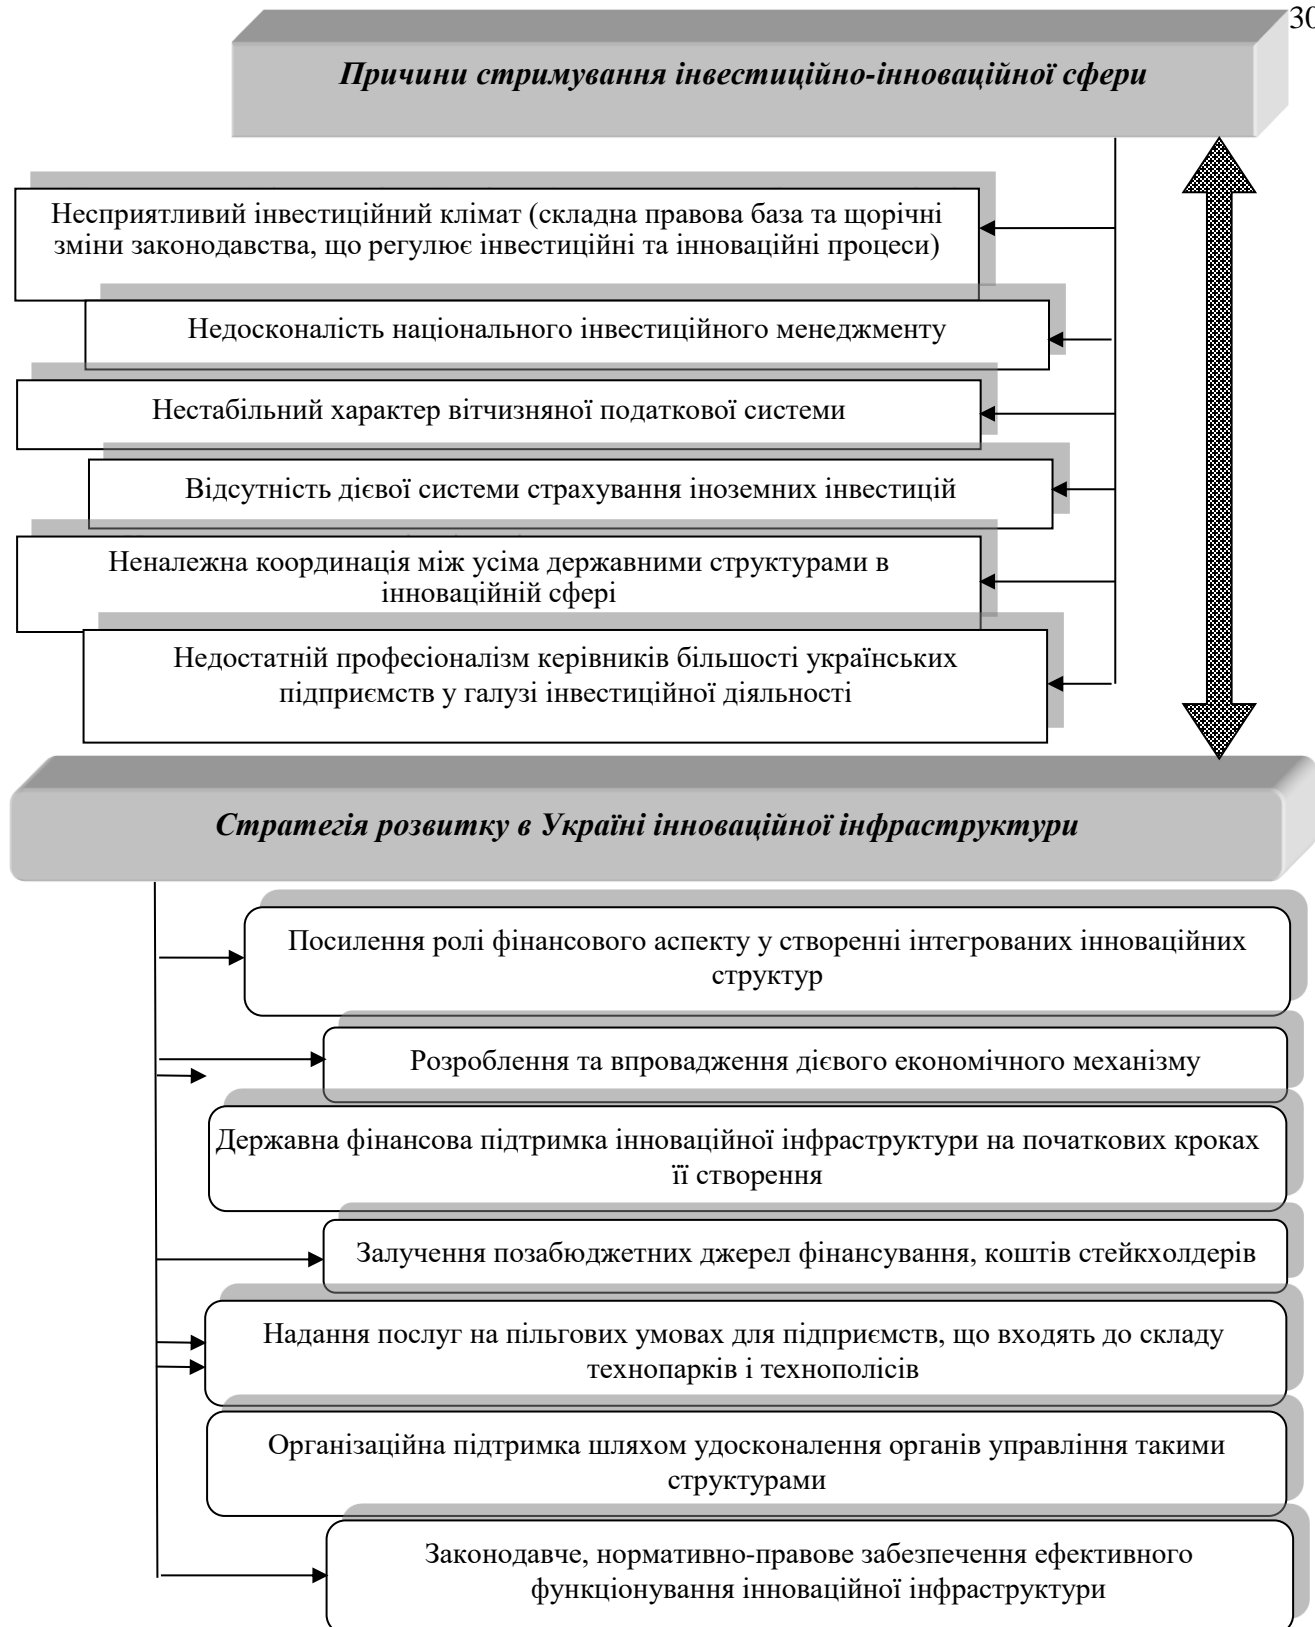 30
Причини стримування інвестиційно-інноваційної сфери
Несприятливий інвестиційний клімат (складна правова база та щорічні
зміни законодавства, що регулює інвестиційні та інноваційні процеси)
Недосконалість національного інвестиційного менеджменту
Нестабільний характер вітчизняної податкової системи
Відсутність дієвої системи страхування іноземних інвестицій
Неналежна координація між усіма державними структурами в
інноваційній сфері
Недостатній професіоналізм керівників більшості українських
підприємств у галузі інвестиційної діяльності
Стратегія розвитку в Україні інноваційної інфраструктури
Посилення ролі фінансового аспекту у створенні інтегрованих інноваційних
структур
Розроблення та впровадження дієвого економічного механізму
Державна фінансова підтримка інноваційної інфраструктури на початкових кроках
її створення
Залучення позабюджетних джерел фінансування, коштів стейкхолдерів
Надання послуг на пільгових умовах для підприємств, що входять до складу
технопарків і технополісів
Організаційна підтримка шляхом удосконалення органів управління такими
структурами
Законодавче, нормативно-правове забезпечення ефективного
функціонування інноваційної інфраструктури